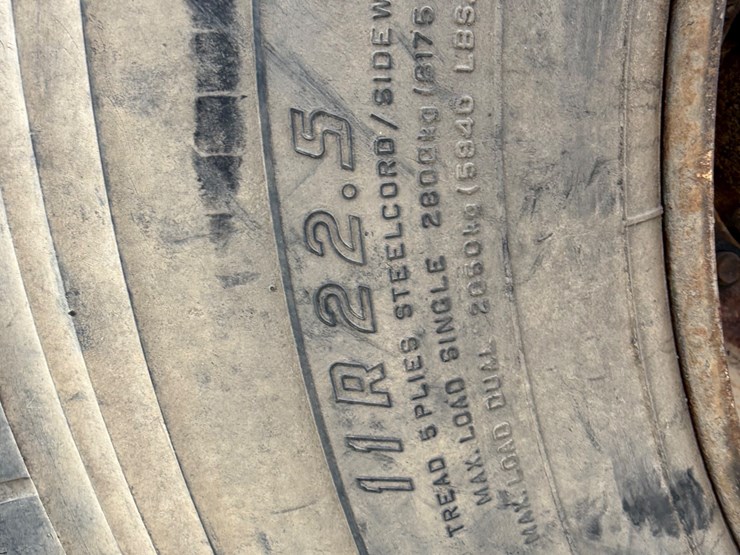 11R22.5
TREAD 5 PLIES STEELCORD/SIDEW
MAX. LOAD SINGLE 2800kg (6175
MAX. LOAD DUAL 2650kg (5840 LBS.